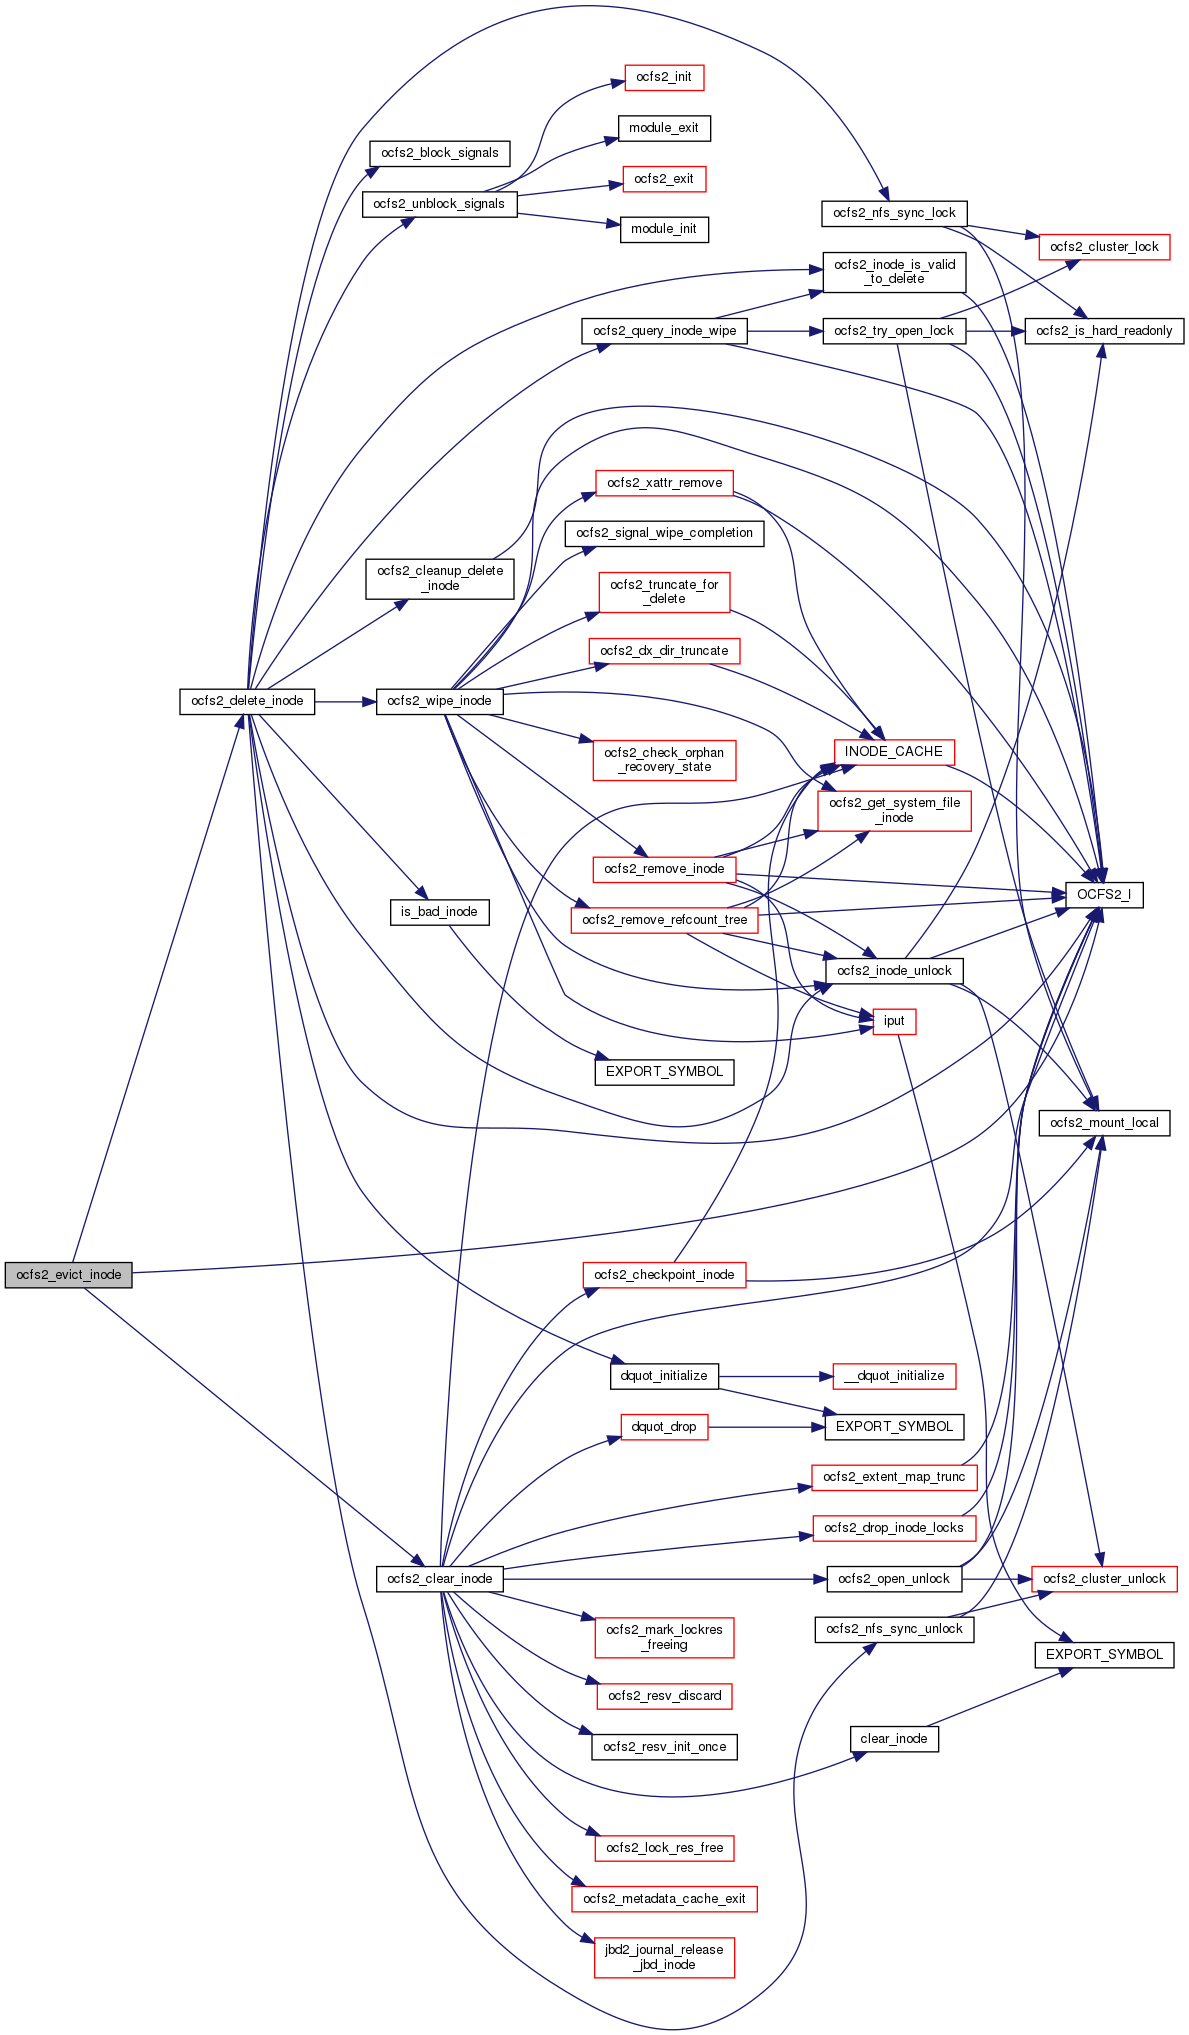 ocfs2_init
module_exit
ocfs2_block_signals
ocfs2_exit
ocfs2_unblock_signals
ocfs2_nfs_sync_lock
module_init
ocfs2_cluster_lock
ocfs2_inode_is_valid
_to_delete
ocfs2_query_inode_wipe
ocfs2_try_open_lock
ocfs2_is_hard_readonly
ocfs2_xattr_remove
ocfs2_signal_wipe_completion
ocfs2_cleanup_delete
_inode
ocfs2_truncate_for
_delete
ocfs2_dx_dir_truncate
ocfs2_delete_inode
ocfs2_wipe_inode
ocfs2_check_orphan
_recovery_state
INODE_CACHE
ocfs2_get_system_file
_inode
ocfs2_remove_inode
OCFS2_I
is_bad_inode
ocfs2_remove_refcount_tree
ocfs2_inode_unlock
iput
EXPORT_SYMBOL
ocfs2_mount_local
ocfs2_evict_inode
ocfs2_checkpoint_inode
dquot_initialize
__dquot_initialize
dquot_drop
EXPORT_SYMBOL
ocfs2_extent_map_trunc
ocfs2_drop_inode_locks
ocfs2_clear_inode
ocfs2_open_unlock
ocfs2_cluster_unlock
ocfs2_mark_lockres
_freeing
ocfs2_nfs_sync_unlock
EXPORT_SYMBOL
ocfs2_resv_discard
ocfs2_resv_init_once
clear_inode
ocfs2_lock_res_free
ocfs2_metadata_cache_exit
jbd2_journal_release
_jbd_inode